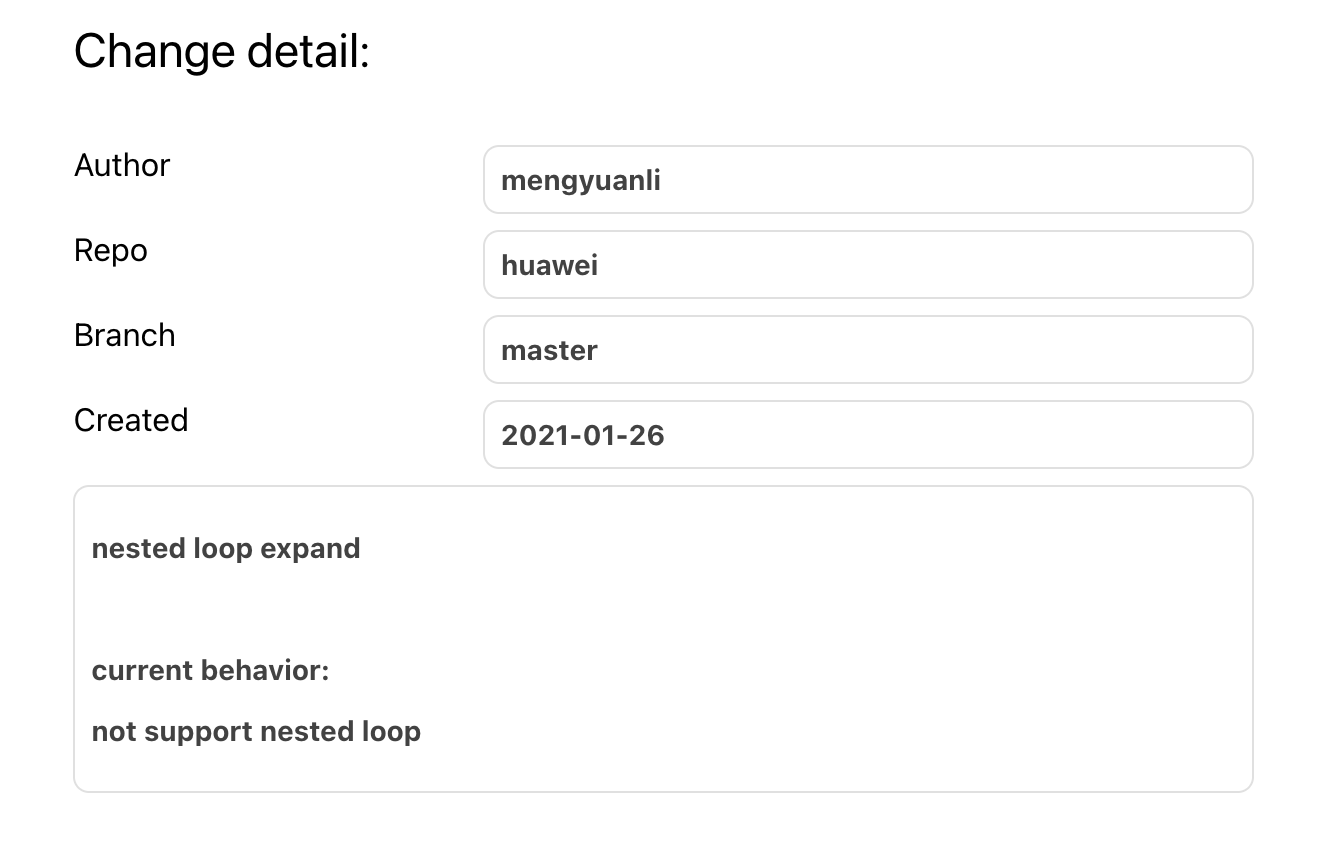 Change detail:
Author
mengyuanli
Repo
huawei
Branch
master
Created
2021-01-26
nested loop expand
current behavior:
not support nested loop